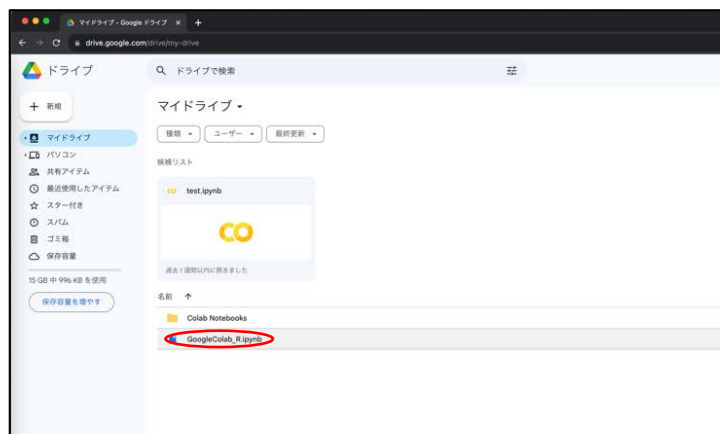 マイドライブ - Google ドライブ
drive.google.com/drive/my-drive
ドライブ
ドライブで検索
新規
マイドライブ
パソコン
共有アイテム
最近使用したアイテム
スター付き
スパム
ゴミ箱
保存容量
15 GB 中 996 KB を使用
保存容量を増やす
マイドライブ
種類
ユーザー
最終更新
候補リスト
test.ipynb
過去 1 週間以内に開きました
名前
Colab Notebooks
GoogleColab_R.ipynb